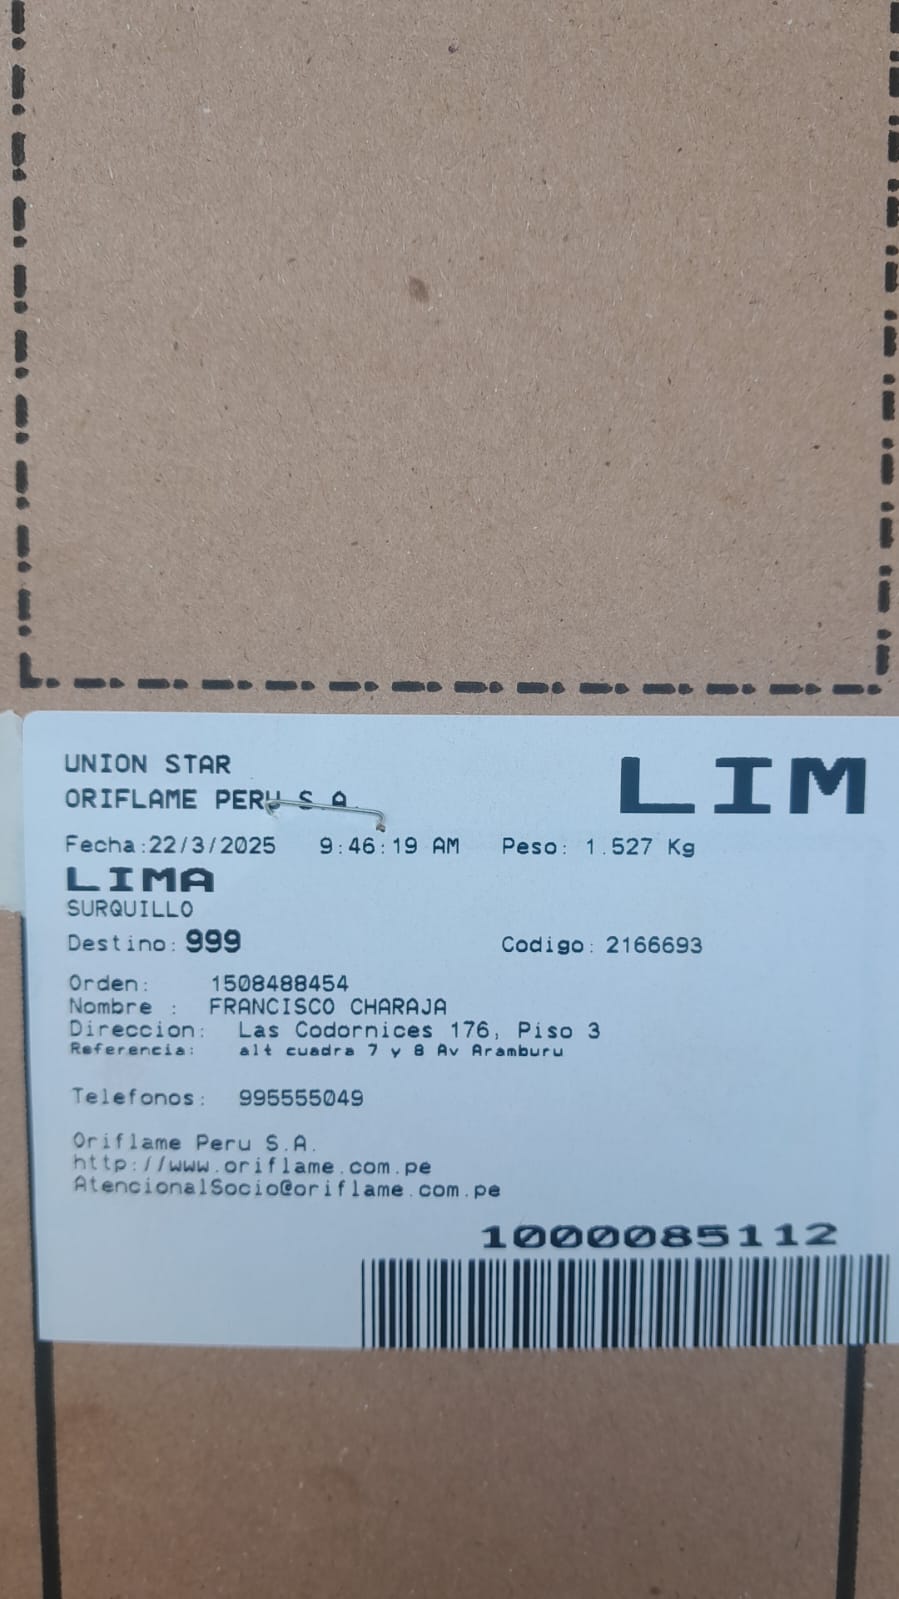 UNION STAR
LIM
ORIFLAME PERU S.A.
Fecha:22/3/2025 9:46:19 AM Peso: 1.527 Kg
LIMA
SURQUILLO
Destino: 999 Codigo: 2166693
Orden: 1508488454
Nombre : FRANCISCO CHARAJA
Direccion: Las Codornices 176, Piso 3
Referencia: alt cuadra 7 y 8 Av Aramburu
Telefonos: 995555049
Oriflame Peru S.A.
http://www.oriflame.com.pe
AtencionalSocio@oriflame.com.pe
1000085112